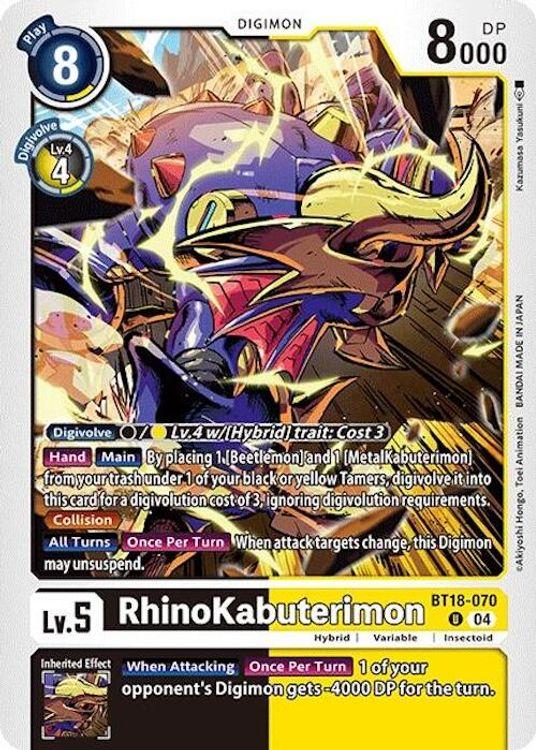 DIGIMON
Play
8
8000
DP
Digivolve
Lv.4
4
Kazumasa Yasukuni
©Akiyoshi Hongo, Toei Animation BANDAI MADE IN JAPAN
Digivolve / Lv.4 w/[Hybrid] trait: Cost 3
Hand Main By placing 1 [Beetlemon] and 1 [MetalKabuterimon]
from your trash under 1 of your black or yellow Tamers, digivolve it into
this card for a digivolution cost of 3, ignoring digivolution requirements.
Collision
All Turns Once Per Turn When attack targets change, this Digimon
may unsuspend.
BT18-070
Lv.5 RhinoKabuterimon U 04
Hybrid | Variable | Insectoid
Inherited Effect
When Attacking Once Per Turn 1 of your
opponent's Digimon gets -4000 DP for the turn.